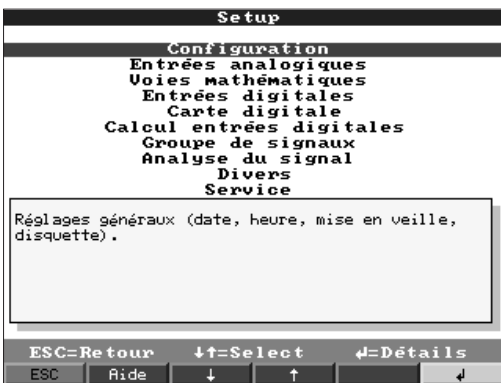 Setup
Configuration
Entrées analogiques
Voies mathématiques
Entrées digitales
Carte digitale
Calcul entrées digitales
Groupe de signaux
Analyse du signal
Divers
Service
Réglages généraux (date, heure, mise en veille,
disquette).
ESC=Retour ↓↑=Select ↲=Détails
ESC Aide ↓ ↑ ↲